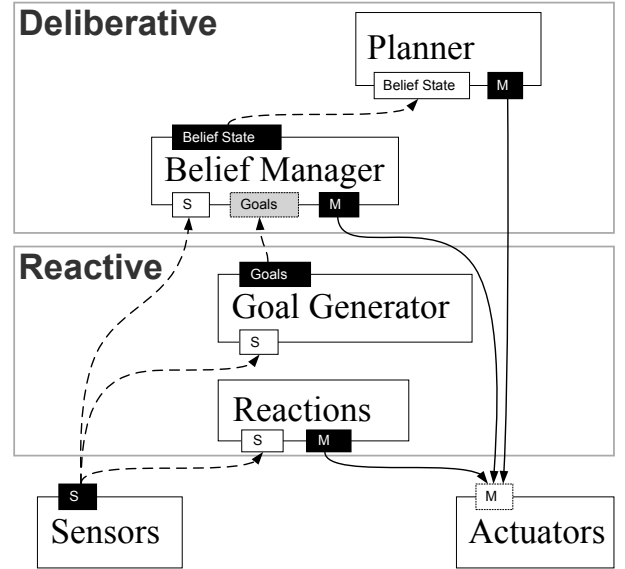 Deliberative
Planner
Belief State
M
Belief State
Belief Manager
S
Goals
M
Reactive
Goals
Goal Generator
S
Reactions
S
M
S
Sensors
M
Actuators